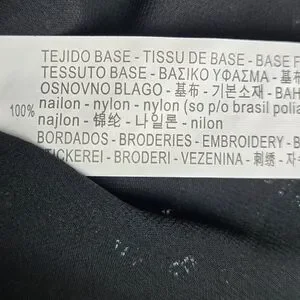 TEJIDO BASE - TISSU DE BASE - BASE F
TESSUTO BASE - ΒΑΣΙΚΟ ΥΦΑΣΜΑ - 基布
OSNOVNO BLAGO - 基布 - 기본소재 - BAH
100% nailon - nylon - nylon (so p/o brasil polia
najlon - 锦纶 - 나일론 - nilon
BORDADOS - BRODERIES - EMBROIDERY - B
STICKEREI - BRODERI - VEZENINA - 刺绣 -